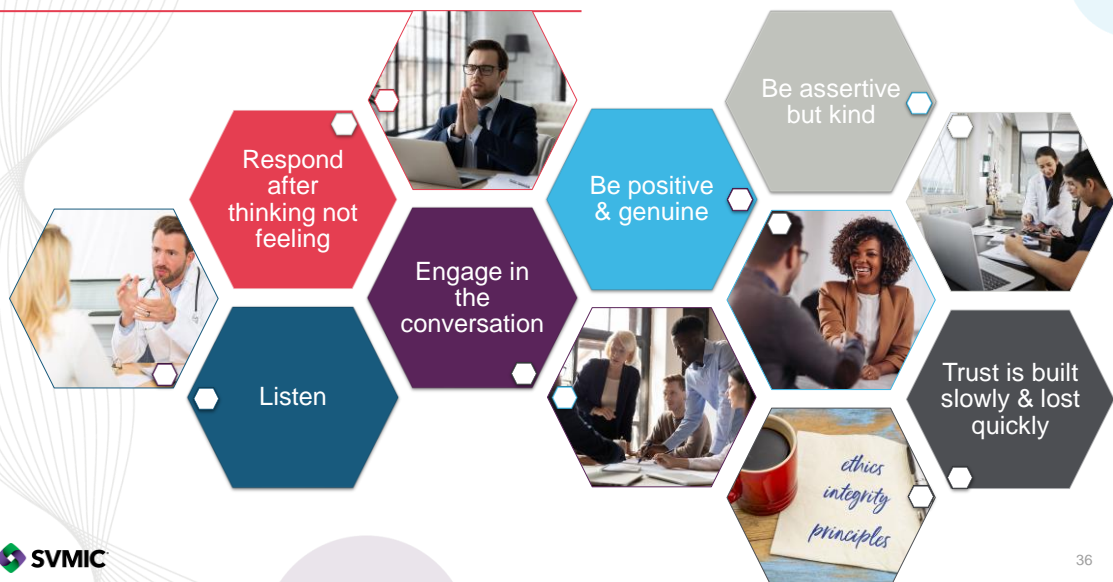 Be assertive
but kind
Respond
after
thinking not
feeling
Be positive
& genuine
Engage in
the
conversation
Listen
Trust is built
slowly & lost
quickly
ethics
integrity
principles
SVMIC
36